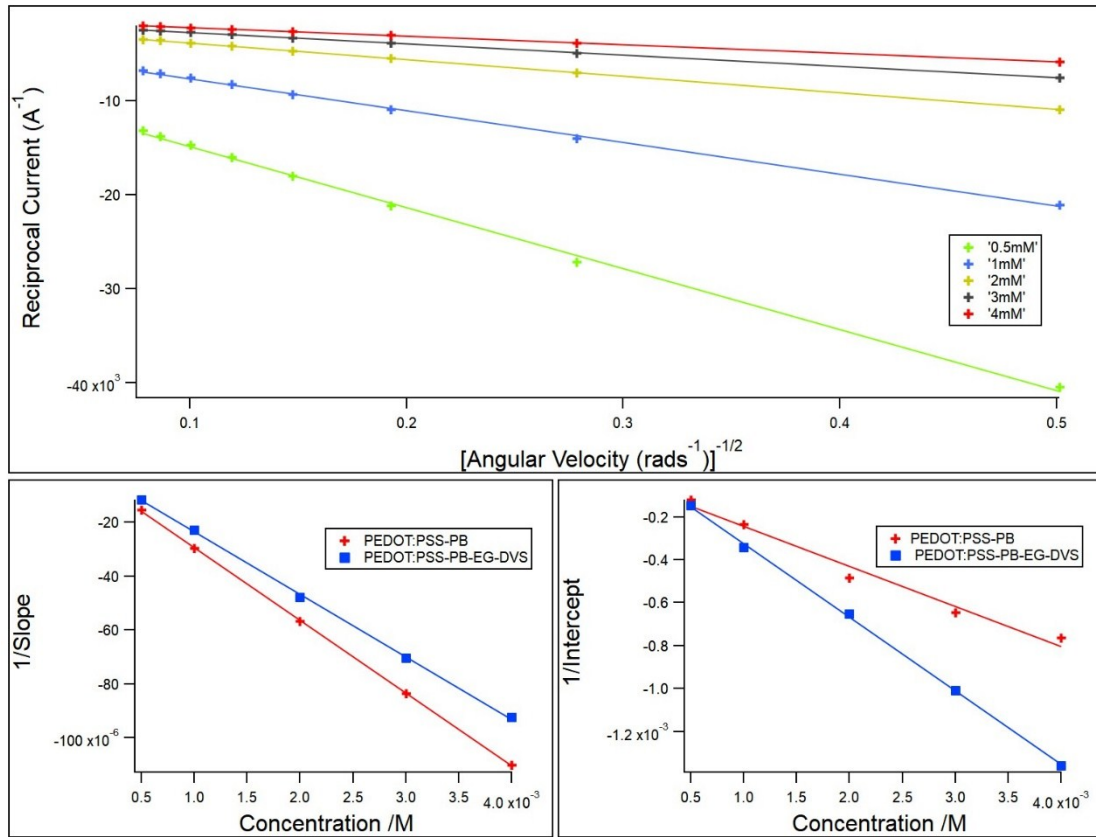 Reciprocal Current (A⁻¹)
-10
-20
-30
-40 x10³
0.1
0.2
0.3
0.4
0.5
[Angular Velocity (rads⁻¹)]⁻¹/²
'0.5mM'
'1mM'
'2mM'
'3mM'
'4mM'
1/Slope
-20
-40
-60
-80
-100 x10⁻⁶
PEDOT:PSS-PB
PEDOT:PSS-PB-EG-DVS
0.5
1.0
1.5
2.0
2.5
3.0
3.5
4.0 x10⁻³
Concentration /M
1/Intercept
-0.2
-0.4
-0.6
-0.8
-1.0
-1.2 x10⁻³
PEDOT:PSS-PB
PEDOT:PSS-PB-EG-DVS
0.5
1.0
1.5
2.0
2.5
3.0
3.5
4.0 x10⁻³
Concentration /M